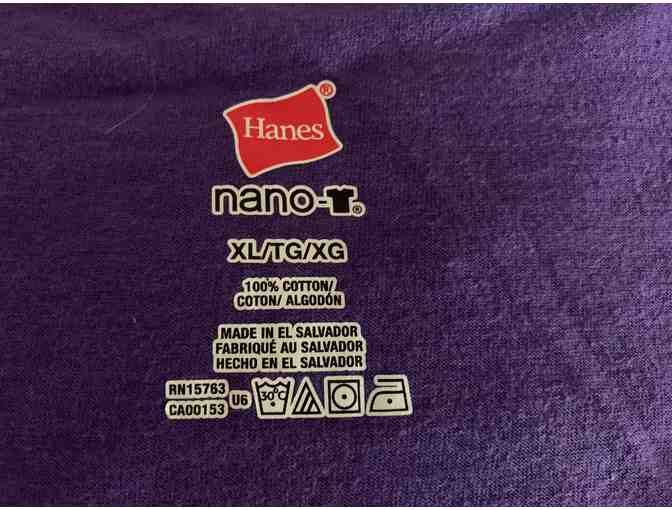 Hanes®
nano-T®
XL/TG/XG
100% COTTON/
COTON/ ALGODÓN
MADE IN EL SALVADOR
FABRIQUÉ AU SALVADOR
HECHO EN EL SALVADOR
RN15763
CA00153
U6
30°C